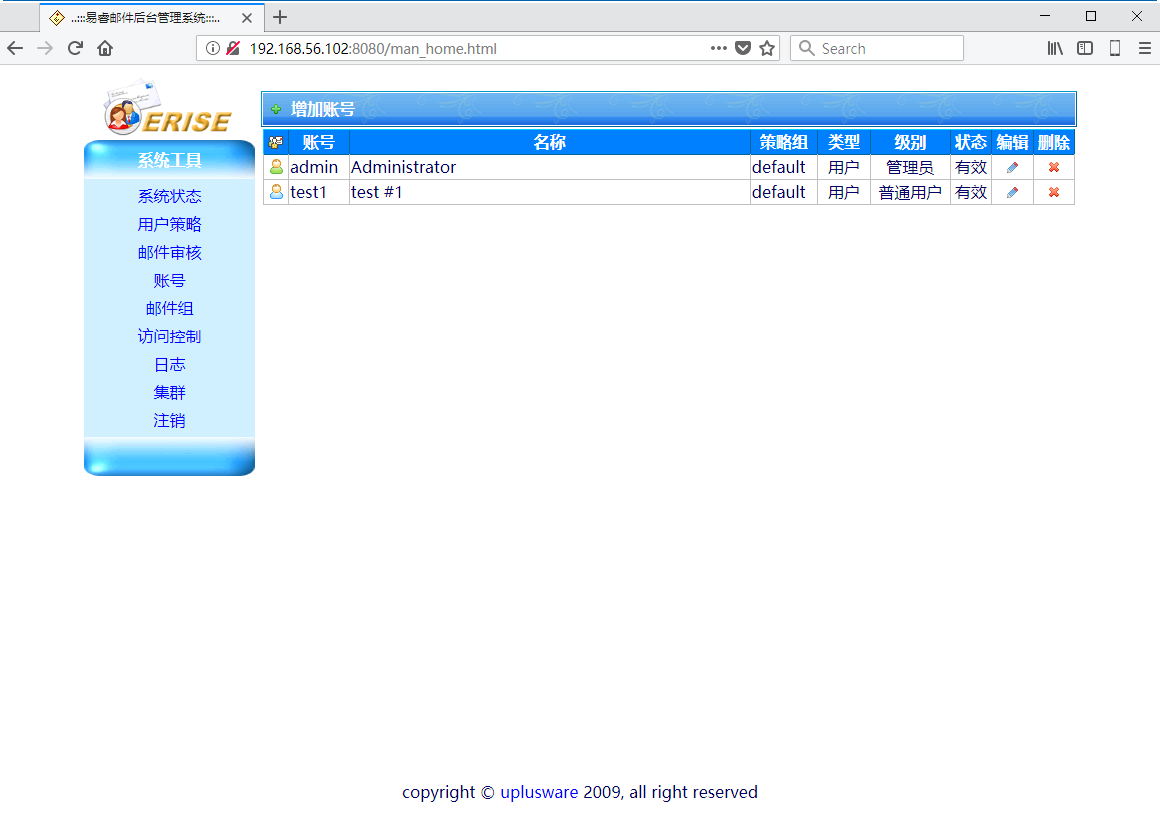 ..:::易睿邮件后台管理系统:::..
192.168.56.102:8080/man_home.html
Search
ERISE
增加账号
系统工具
系统状态
用户策略
邮件审核
账号
邮件组
访问控制
日志
集群
注销
账号 名称 策略组 类型 级别 状态 编辑 删除
admin Administrator default 用户 管理员 有效
test1 test #1 default 用户 普通用户 有效
copyright © uplusware 2009, all right reserved